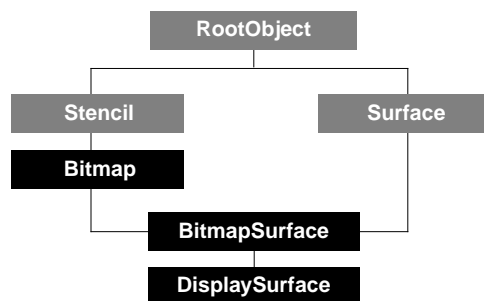 RootObject
Stencil
Surface
Bitmap
BitmapSurface
DisplaySurface